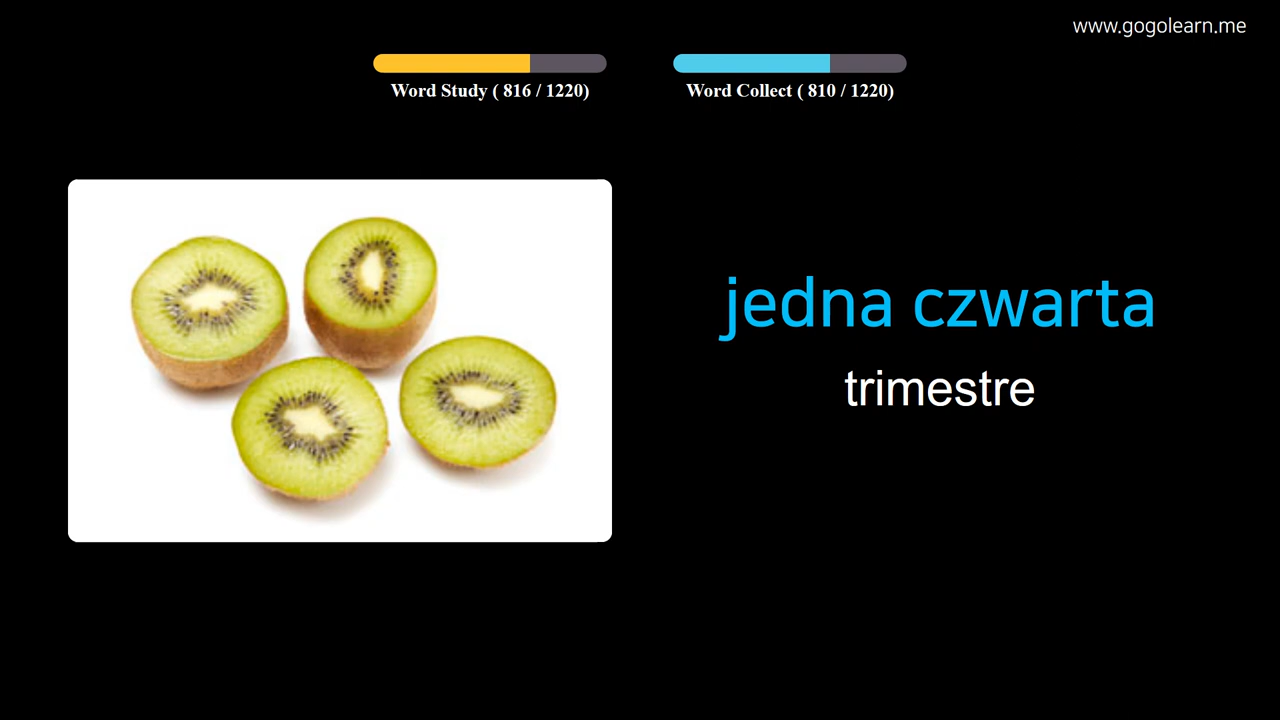 www.gogolearn.me
Word Study ( 816 / 1220)
Word Collect ( 810 / 1220)
jedna czwarta
trimestre